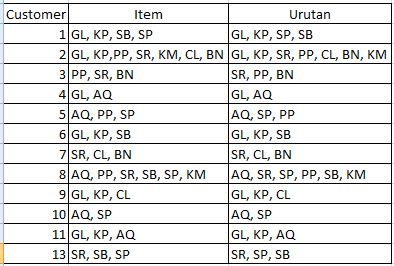 Customer Item Urutan
1 GL, KP, SB, SP GL, KP, SP, SB
2 GL, KP,PP, SR, KM, CL, BN GL, KP, SR, PP, CL, BN, KM
3 PP, SR, BN SR, PP, BN
4 GL, AQ GL, AQ
5 AQ, PP, SP AQ, SP, PP
6 GL, KP, SB GL, KP, SB
7 SR, CL, BN SR, CL, BN
8 AQ, PP, SR, SB, SP, KM AQ, SR, SP, PP, SB, KM
9 GL, KP, CL GL, KP, CL
10 AQ, SP AQ, SP
11 GL, KP, AQ GL, KP, AQ
13 SR, SB, SP SR, SP, SB